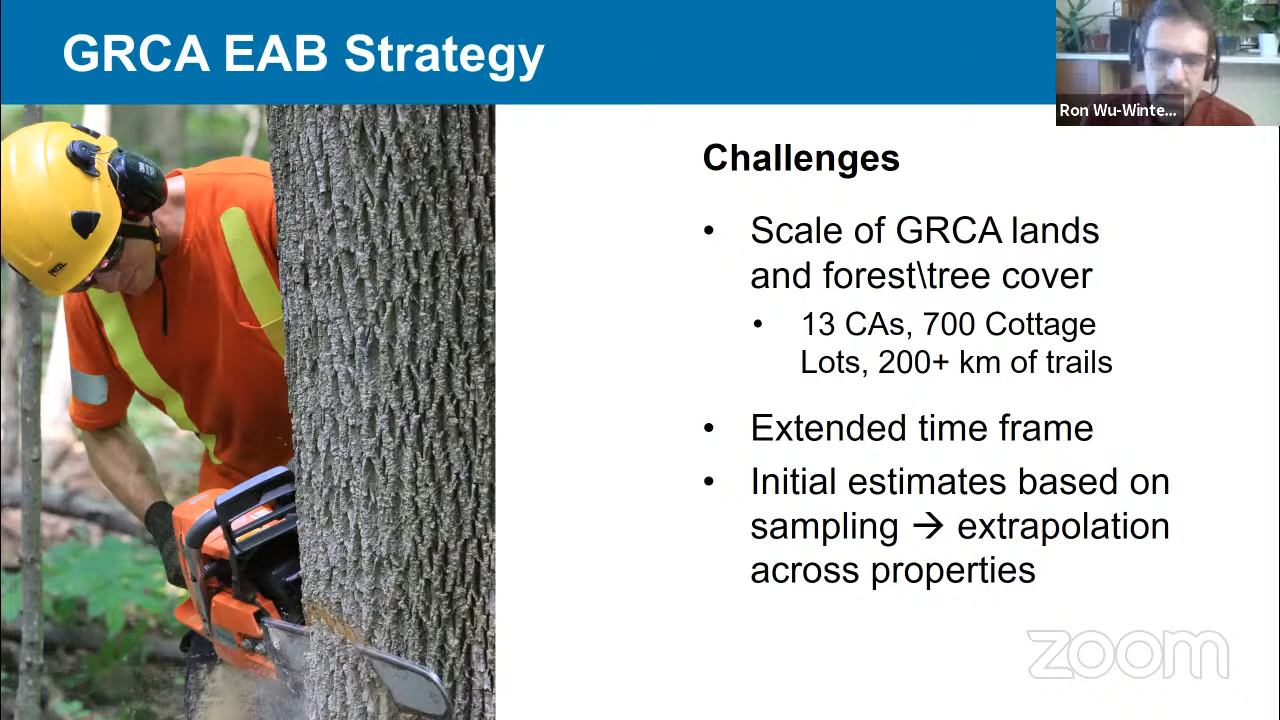 GRCA EAB Strategy
Ron Wu-Winte...
Challenges
• Scale of GRCA lands
and forest\tree cover
• 13 CAs, 700 Cottage
Lots, 200+ km of trails
• Extended time frame
• Initial estimates based on
sampling → extrapolation
across properties
PETZL
zoom